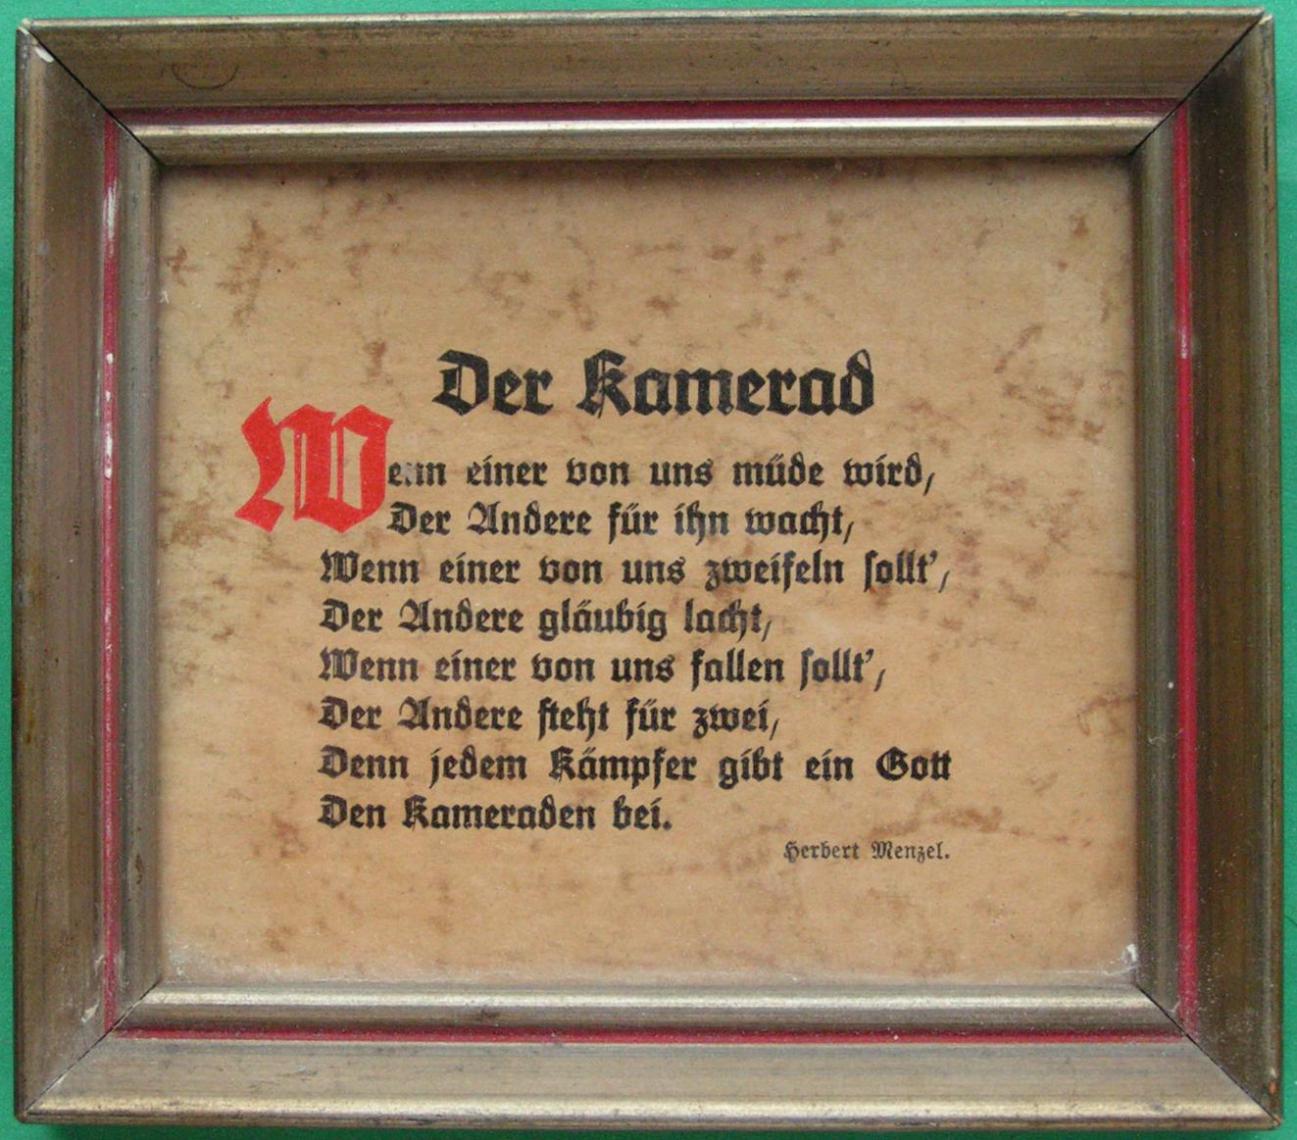 Der Kamerad
Wenn einer von uns müde wird,
Der Andere für ihn wacht,
Wenn einer von uns zweifeln sollt',
Der Andere gläubig lacht,
Wenn einer von uns fallen sollt',
Der Andere steht für zwei,
Denn jedem Kämpfer gibt ein Gott
Den Kameraden bei.
Herbert Menzel.